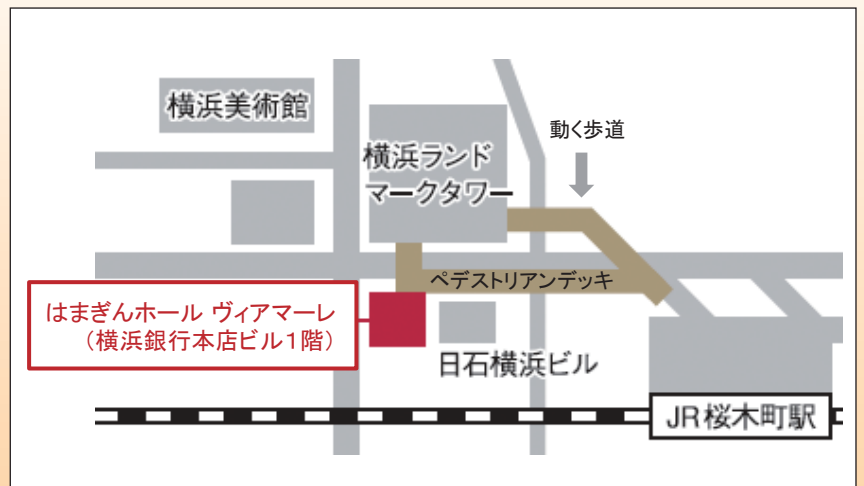 横浜美術館
横浜ランド
マークタワー
動く歩道
ペデストリアンデッキ
はまぎんホール ヴィアマーレ
（横浜銀行本店ビル１階）
日石横浜ビル
JR桜木町駅